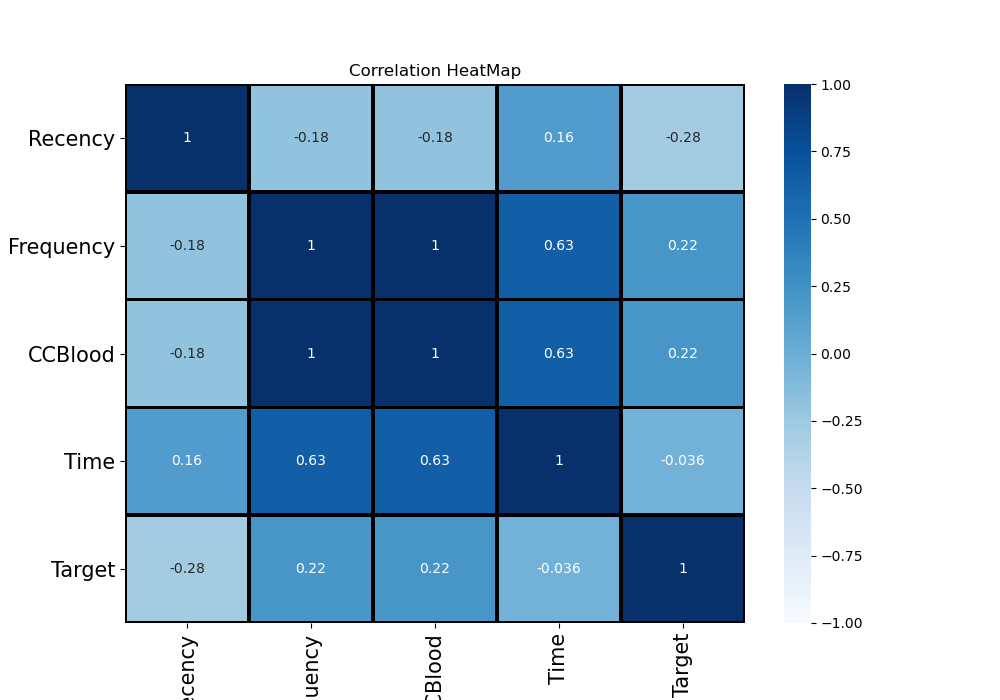 Correlation HeatMap
Recency 1 -0.18 -0.18 0.16 -0.28
Frequency -0.18 1 1 0.63 0.22
CCBlood -0.18 1 1 0.63 0.22
Time 0.16 0.63 0.63 1 -0.036
Target -0.28 0.22 0.22 -0.036 1
ecency
uency
CBlood
Time
Target
1.00
0.75
0.50
0.25
0.00
−0.25
−0.50
−0.75
−1.00